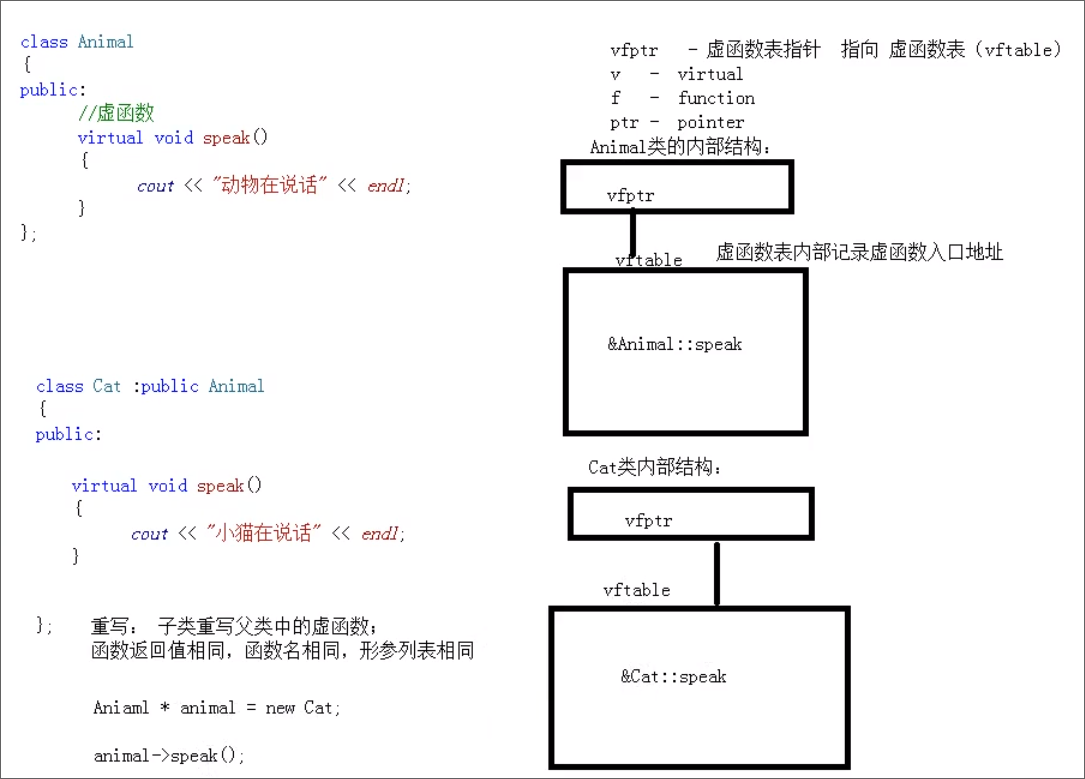 class Animal
{
public:
//虚函数
virtual void speak()
{
cout << "动物在说话" << endl;
}
};
vfptr - 虚函数表指针 指向 虚函数表（vftable）
v - virtual
f - function
ptr - pointer
Animal类的内部结构：
vfptr
vftable 虚函数表内部记录虚函数入口地址
&Animal::speak
class Cat :public Animal
{
public:
virtual void speak()
{
cout << "小猫在说话" << endl;
}
};
重写： 子类重写父类中的虚函数；
函数返回值相同，函数名相同，形参列表相同
Aniaml * animal = new Cat;
animal->speak();
Cat类内部结构：
vfptr
vftable
&Cat::speak